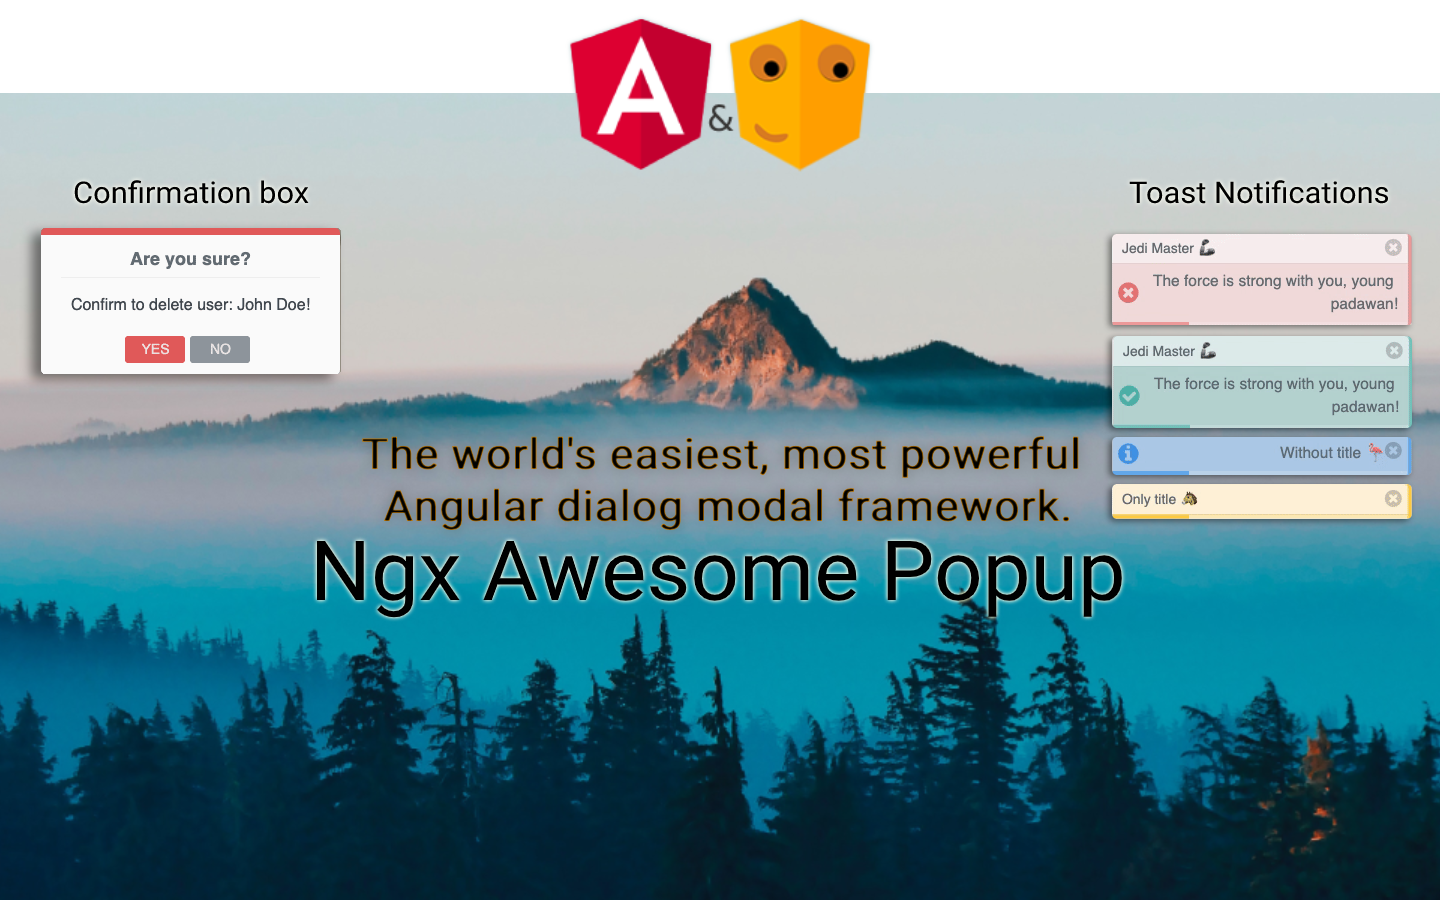 A
&
Confirmation box
Are you sure?
Confirm to delete user: John Doe!
YES NO
Toast Notifications
Jedi Master 🦾
The force is strong with you, young
padawan!
Jedi Master 🦾
The force is strong with you, young
padawan!
Without title 🦩
Only title 🐴
The world's easiest, most powerful
Angular dialog modal framework.
Ngx Awesome Popup